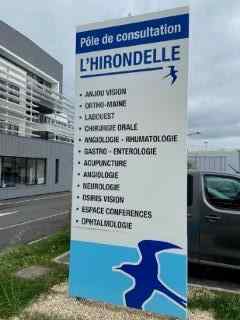 Pôle de consultation
L'HIRONDELLE
• ANJOU VISION
• ORTHO-MAINE
• LABOUEST
• CHIRURGIE ORALE
• ANGIOLOGIE - RHUMATOLOGIE
• GASTRO - ENTEROLOGIE
• ACUPUNCTURE
• ANGIOLOGIE
• NEUROLOGIE
• OSIRIS VISION
• ESPACE CONFERENCES
• OPHTALMOLOGIE